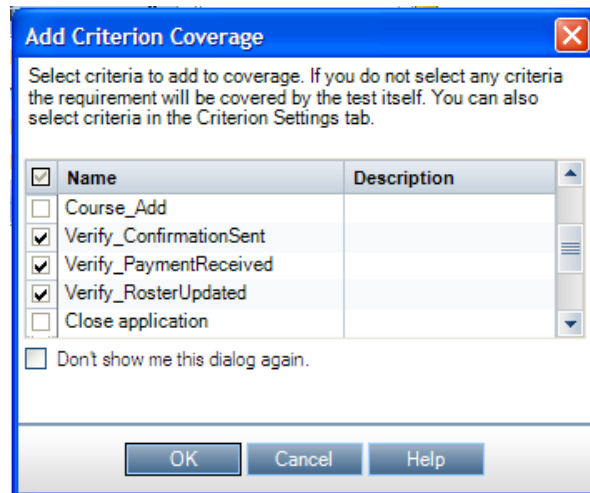 Add Criterion Coverage
Select criteria to add to coverage. If you do not select any criteria
the requirement will be covered by the test itself. You can also
select criteria in the Criterion Settings tab.
Name Description
Course_Add
Verify_ConfirmationSent
Verify_PaymentReceived
Verify_RosterUpdated
Close application
Don't show me this dialog again.
OK Cancel Help